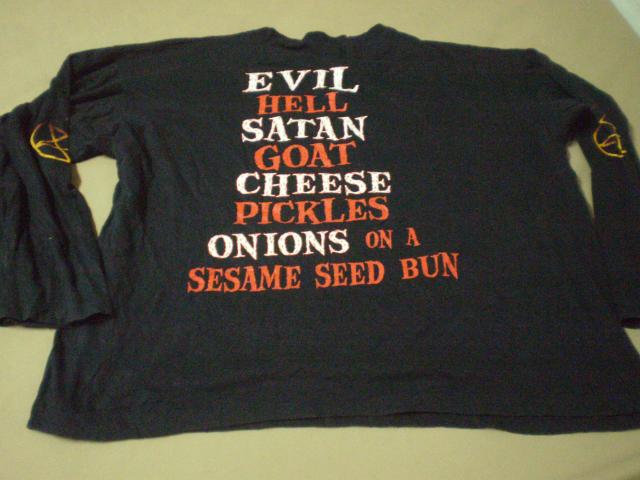 EVIL
HELL
SATAN
GOAT
CHEESE
PICKLES
ONIONS ON A
SESAME SEED BUN